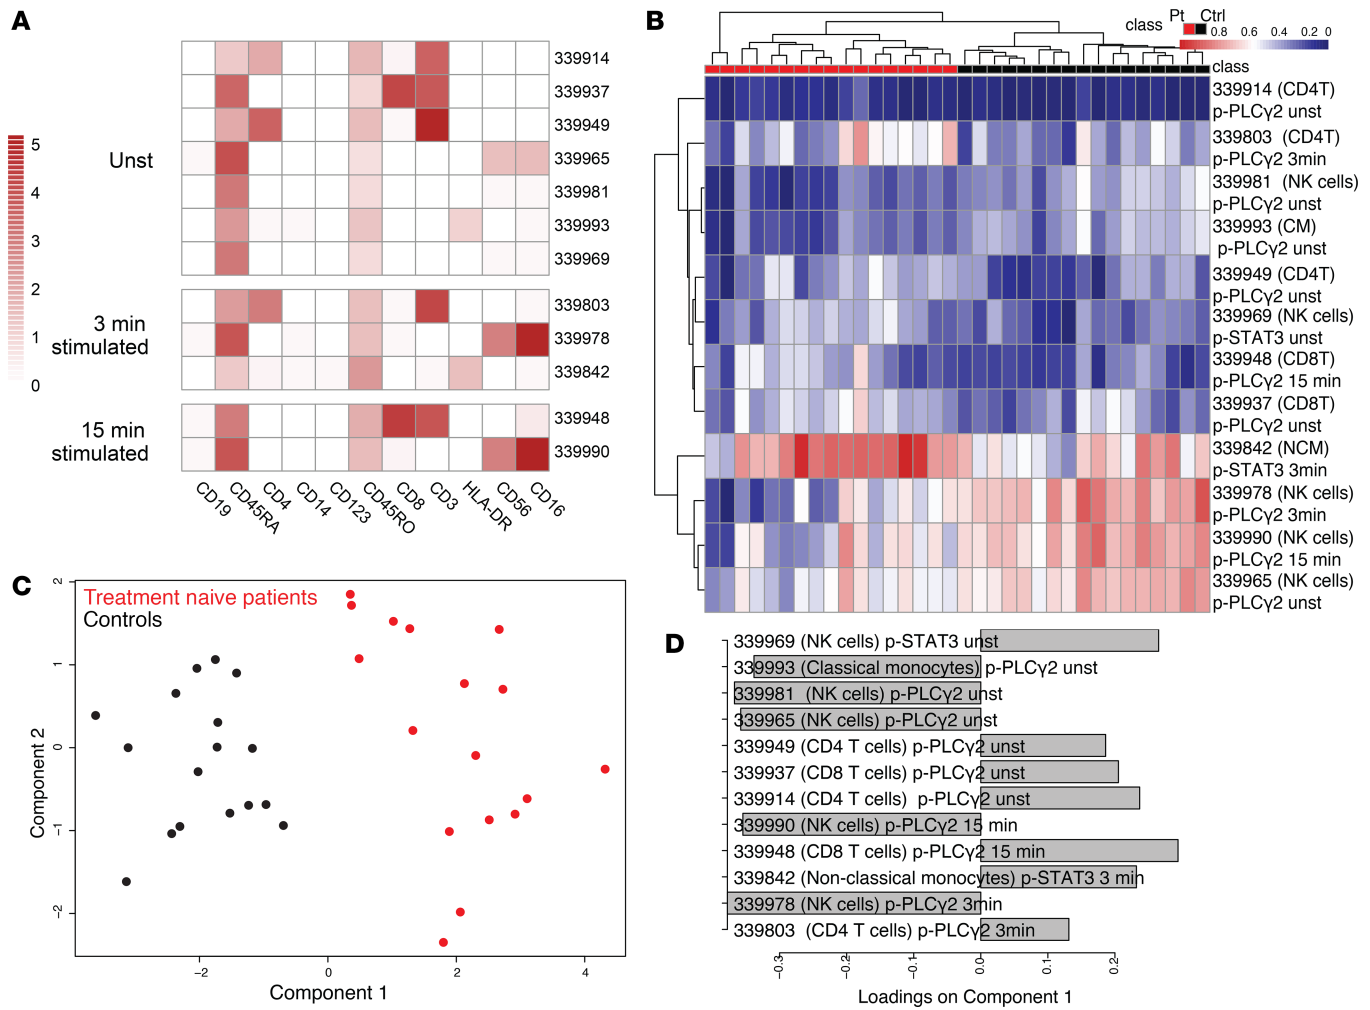 A
5
4
3
2
1
0
Unst
339914
339937
339949
339965
339981
339993
339969
3 min
stimulated
339803
339978
339842
15 min
stimulated
339948
339990
CD19
CD45RA
CD4
CD14
CD123
CD45RO
CD8
CD3
HLA-DR
CD56
CD16
B
class
Pt
Ctrl
0.8
0.6
0.4
0.2
0
class
339914 (CD4T)
p-PLCγ2 unst
339803 (CD4T)
p-PLCγ2 3min
339981 (NK cells)
p-PLCγ2 unst
339993 (CM)
p-PLCγ2 unst
339949 (CD4T)
p-PLCγ2 unst
339969 (NK cells)
p-STAT3 unst
339948 (CD8T)
p-PLCγ2 15 min
339937 (CD8T)
p-PLCγ2 unst
339842 (NCM)
p-STAT3 3min
339978 (NK cells)
p-PLCγ2 3min
339990 (NK cells)
p-PLCγ2 15 min
339965 (NK cells)
p-PLCγ2 unst
C
Treatment naive patients
Controls
2
1
0
−1
−2
Component 2
−2
0
2
4
Component 1
D
339969 (NK cells) p-STAT3 unst
339993 (Classical monocytes) p-PLCγ2 unst
339981 (NK cells) p-PLCγ2 unst
339965 (NK cells) p-PLCγ2 unst
339949 (CD4 T cells) p-PLCγ2 unst
339937 (CD8 T cells) p-PLCγ2 unst
339914 (CD4 T cells) p-PLCγ2 unst
339990 (NK cells) p-PLCγ2 15 min
339948 (CD8 T cells) p-PLCγ2 15 min
339842 (Non-classical monocytes) p-STAT3 3 min
339978 (NK cells) p-PLCγ2 3min
339803 (CD4 T cells) p-PLCγ2 3min
-0.3
-0.2
-0.1
0.0
0.1
0.2
Loadings on Component 1